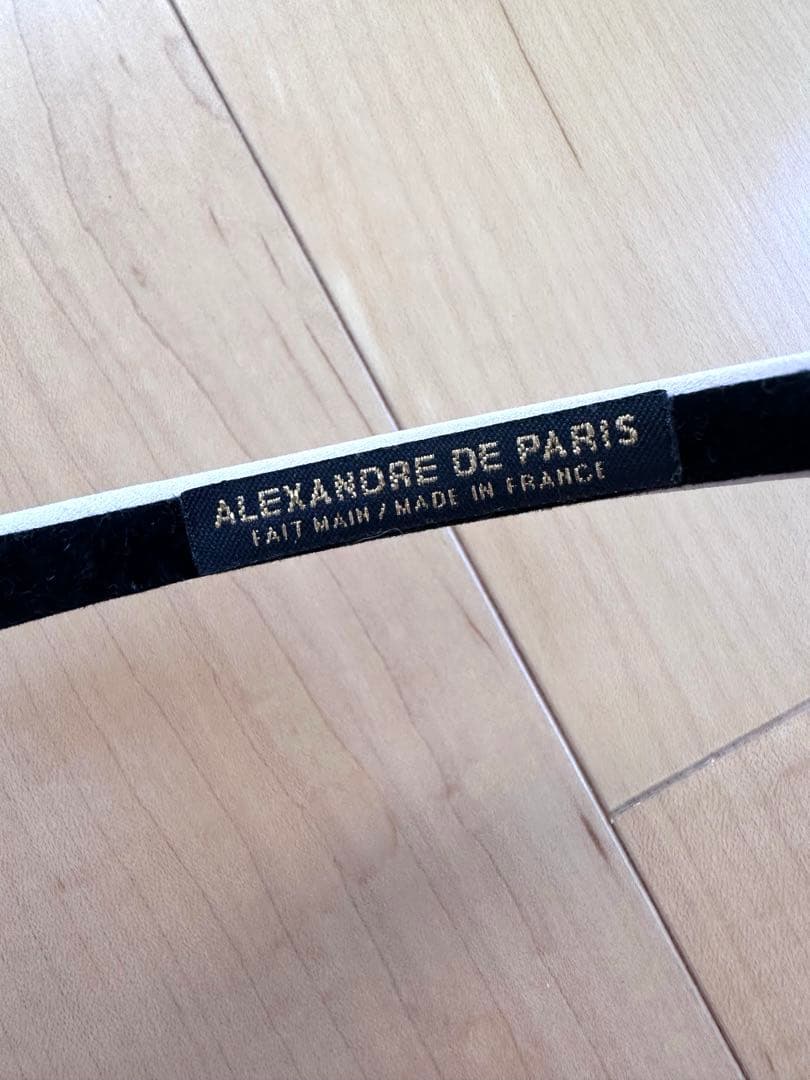 ALEXANDRE DE PARIS
FAIT MAIN / MADE IN FRANCE